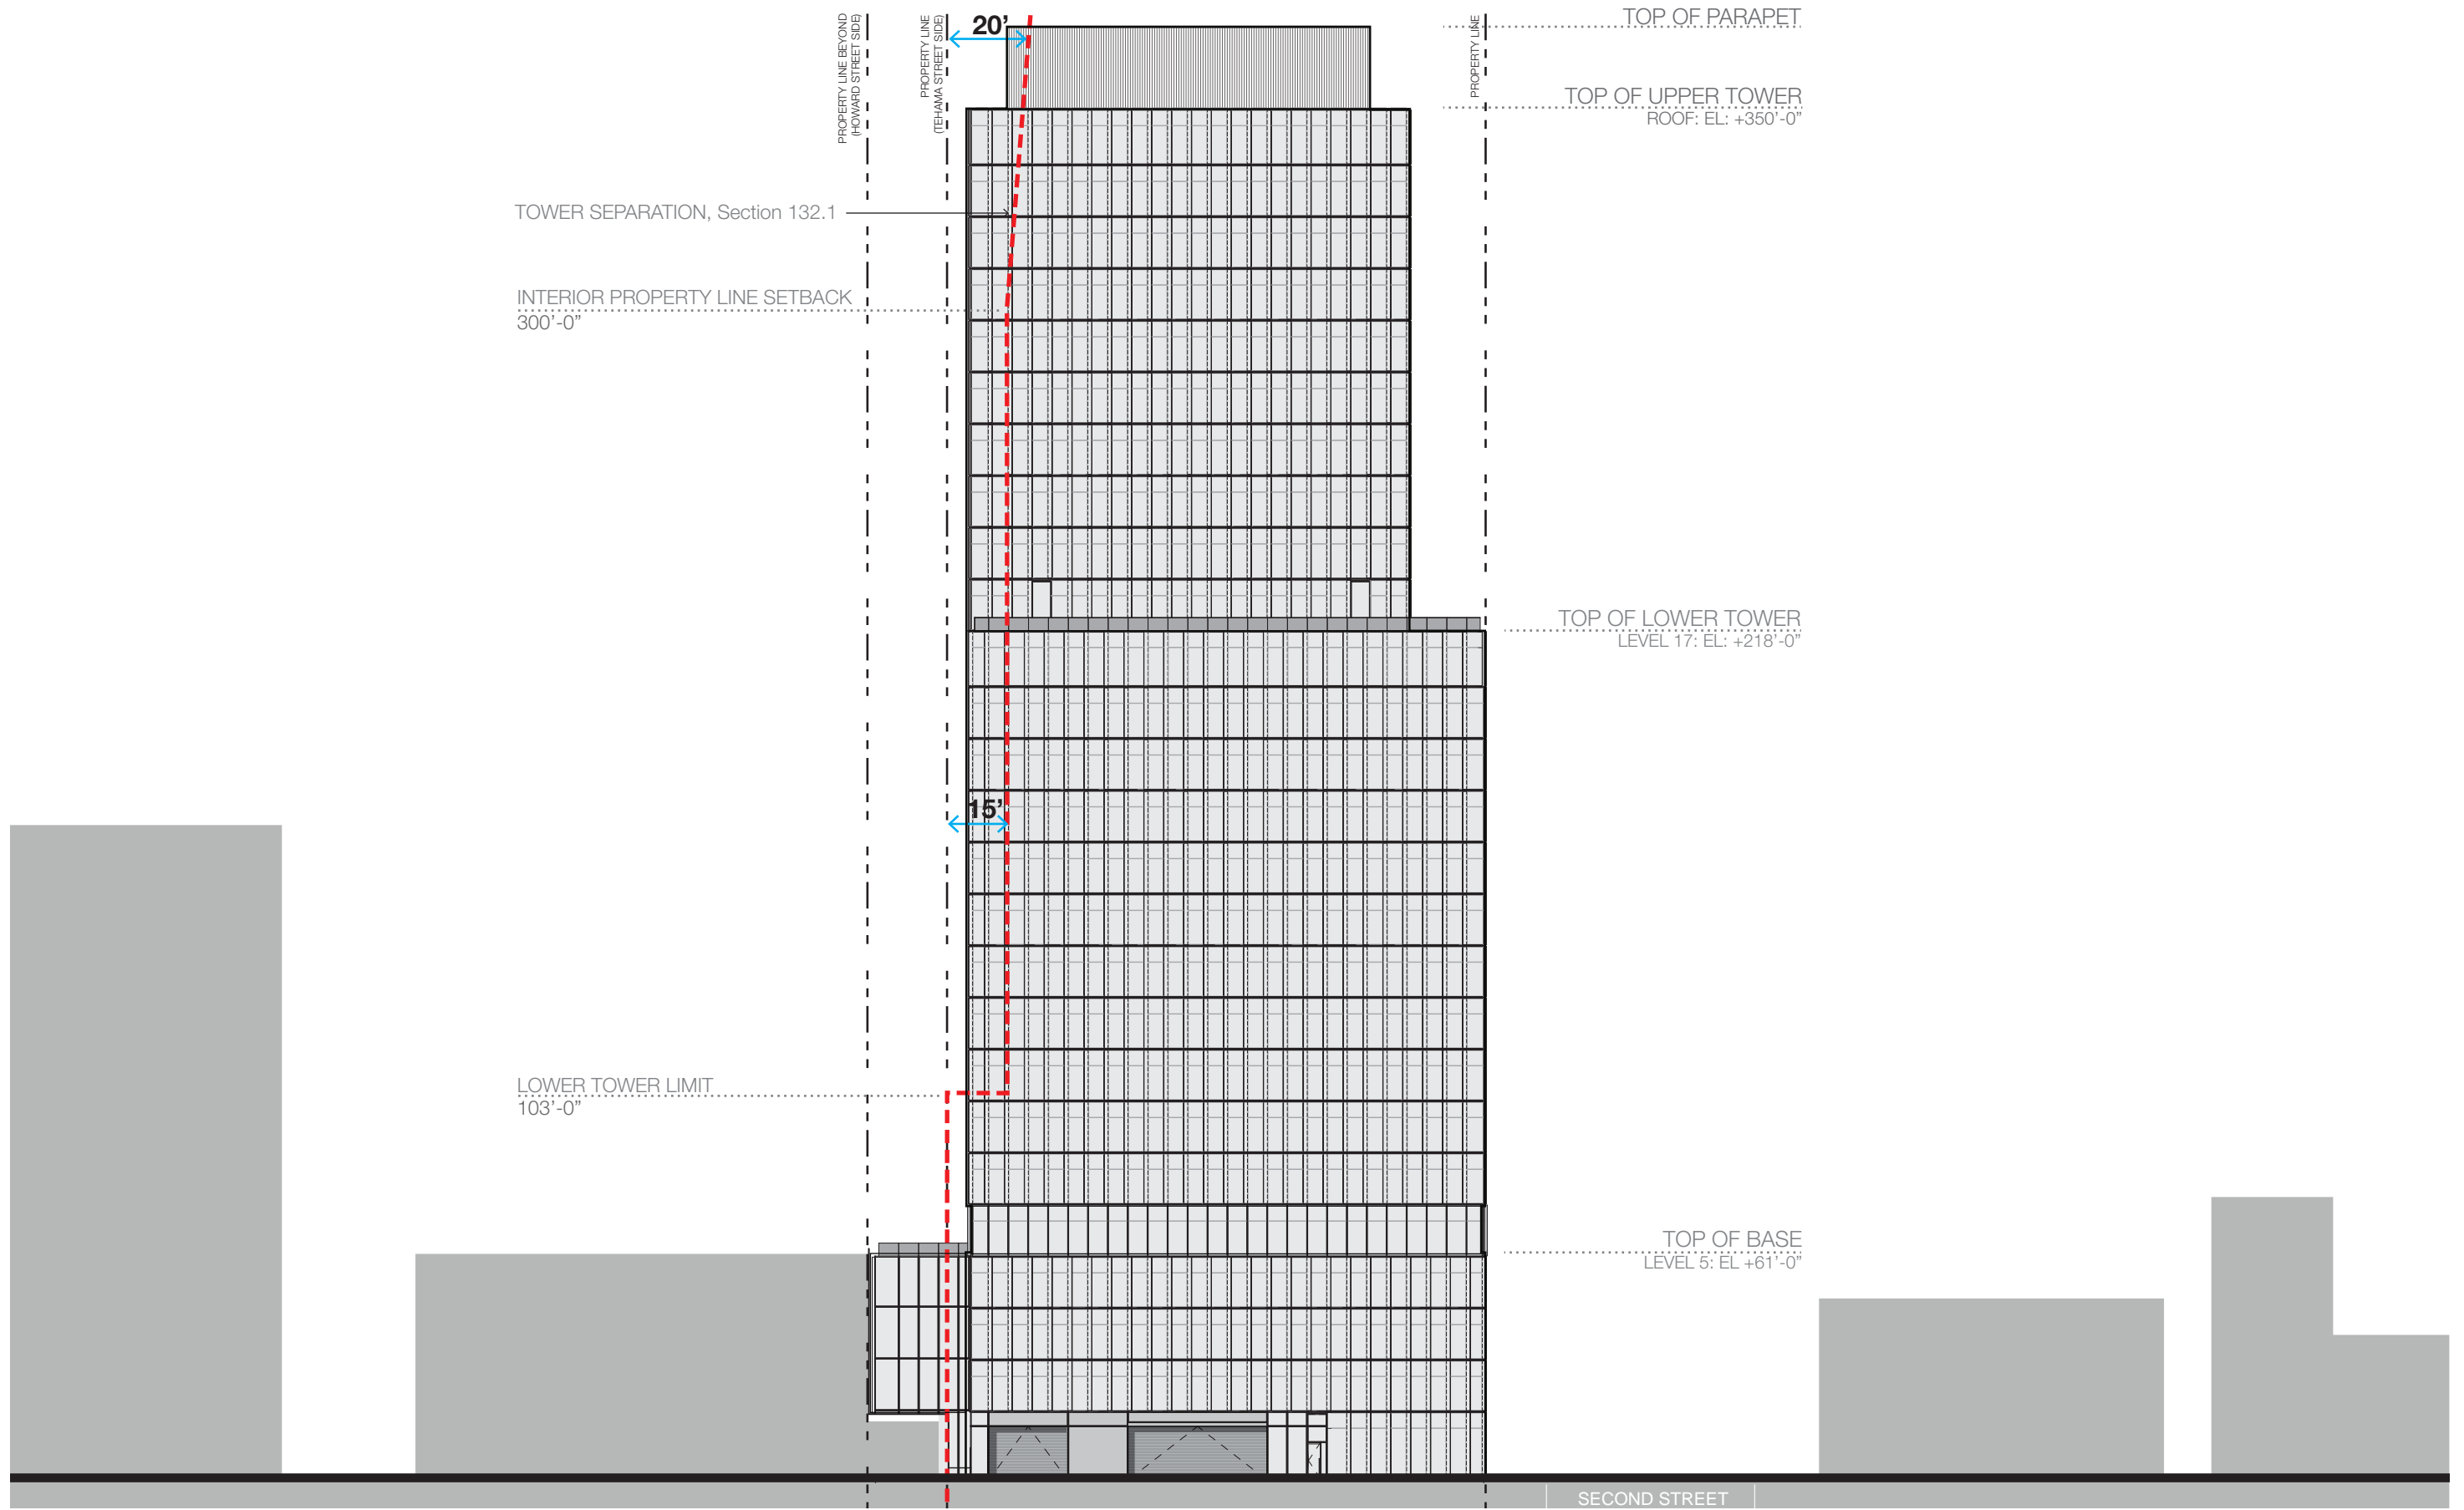 PROPERTY LINE BEYOND
(HOWARD STREET SIDE)
PROPERTY LINE
(TEHAMA STREET SIDE)
20’
PROPERTY LINE
TOP OF PARAPET
TOP OF UPPER TOWER
ROOF: EL: +350’-0”
TOWER SEPARATION, Section 132.1
INTERIOR PROPERTY LINE SETBACK
300’-0”
TOP OF LOWER TOWER
LEVEL 17: EL: +218’-0”
15’
LOWER TOWER LIMIT
103’-0”
TOP OF BASE
LEVEL 5: EL +61’-0”
SECOND STREET